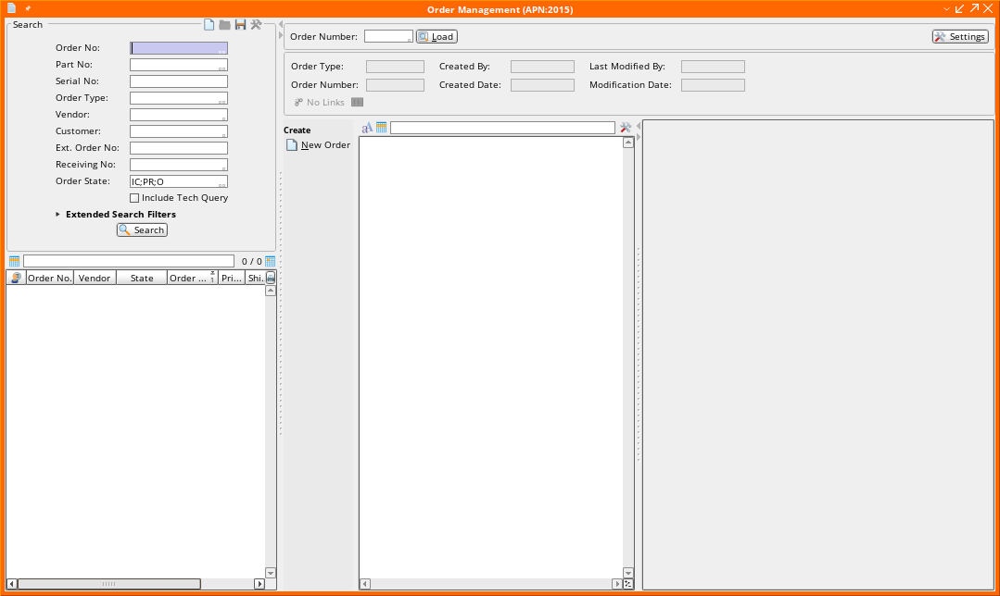 Order Management (APN:2015)
Search
Order No:
Part No:
Serial No:
Order Type:
Vendor:
Customer:
Ext. Order No:
Receiving No:
Order State: IC;PR;O
Include Tech Query
Extended Search Filters
Search
0 / 0
Order No. Vendor State Order ... 1 Pri... Shi.
Order Number: Load Settings
Order Type: Created By: Last Modified By:
Order Number: Created Date: Modification Date:
No Links
Create
New Order